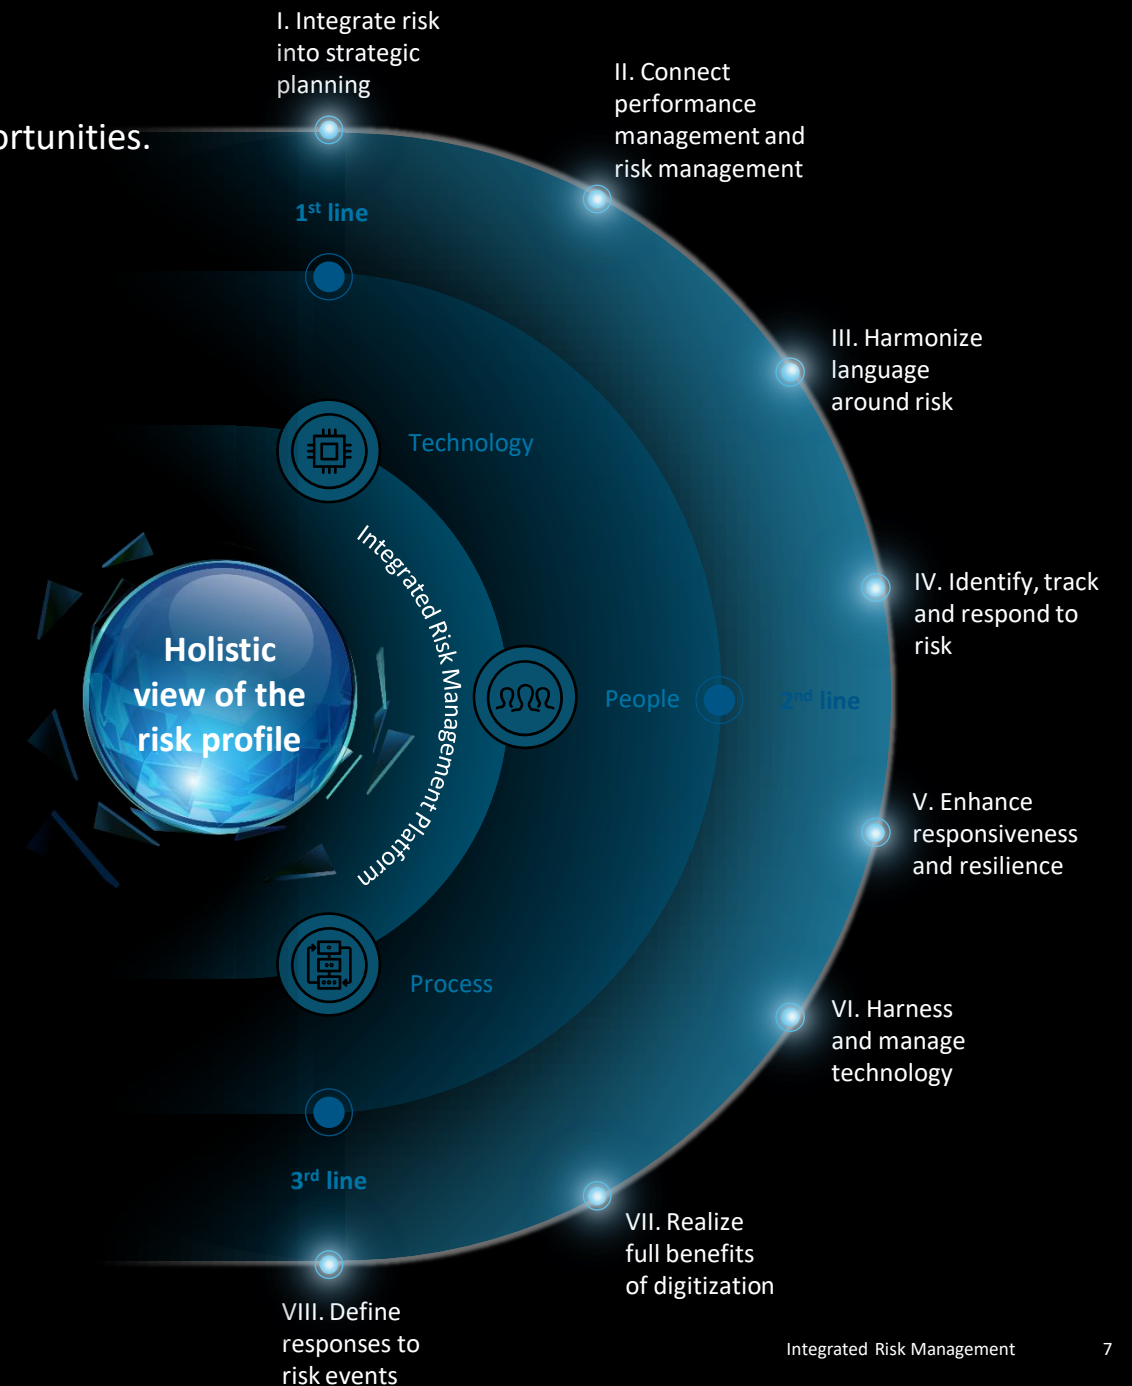 I. Integrate risk
into strategic
planning
II. Connect
performance
management and
risk management
ortunities.
1st line
III. Harmonize
language
around risk
Technology
Integrated Risk Management Platform
IV. Identify, track
and respond to
risk
Holistic
view of the
risk profile
People
2nd line
V. Enhance
responsiveness
and resilience
Process
VI. Harness
and manage
technology
3rd line
VII. Realize
full benefits
of digitization
VIII. Define
responses to
risk events
Integrated Risk Management 7